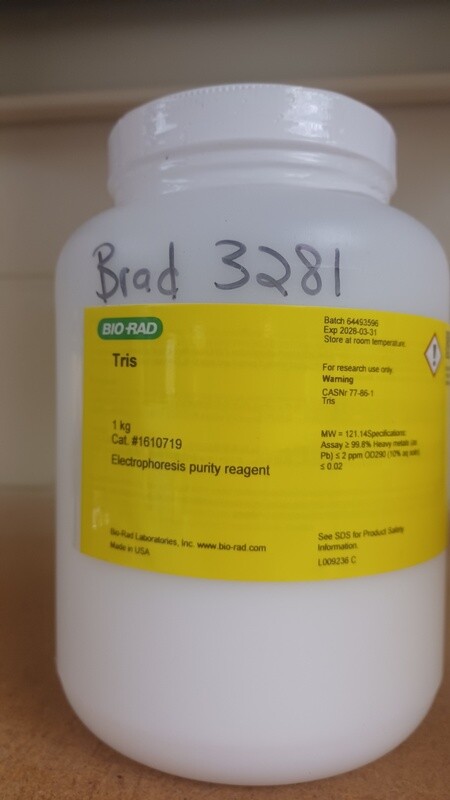 Brad 3281
BIO-RAD
Tris
1 kg
Cat. #1610719
Electrophoresis purity reagent
Bio-Rad Laboratories, Inc. www.bio-rad.com
Made in USA
Batch 64493596
Exp 2028-03-31
Store at room temperature
For research use only.
Warning
CASNr 77-86-1
Tris
MW = 121.14Specifications:
Assay ≥ 99.8% Heavy metals (as
Pb) ≤ 2 ppm OD290 (10% aq soln)
≤ 0.02
See SDS for Product Safety
Information.
L009236 C